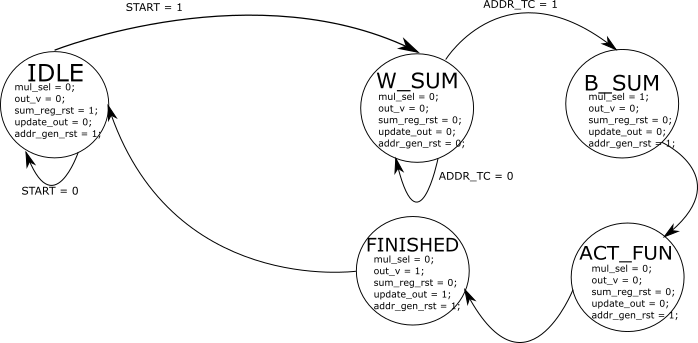 START = 1
ADDR_TC = 1
IDLE
mul_sel = 0;
out_v = 0;
sum_reg_rst = 1;
update_out = 0;
addr_gen_rst = 1;
START = 0
W_SUM
mul_sel = 0;
out_v = 0;
sum_reg_rst = 0;
update_out = 0;
addr_gen_rst = 0;
ADDR_TC = 0
B_SUM
mul_sel = 1;
out_v = 0;
sum_reg_rst = 0;
update_out = 0;
addr_gen_rst = 1;
FINISHED
mul_sel = 0;
out_v = 1;
sum_reg_rst = 0;
update_out = 1;
addr_gen_rst = 1;
ACT_FUN
mul_sel = 0;
out_v = 0;
sum_reg_rst = 0;
update_out = 0;
addr_gen_rst = 1;